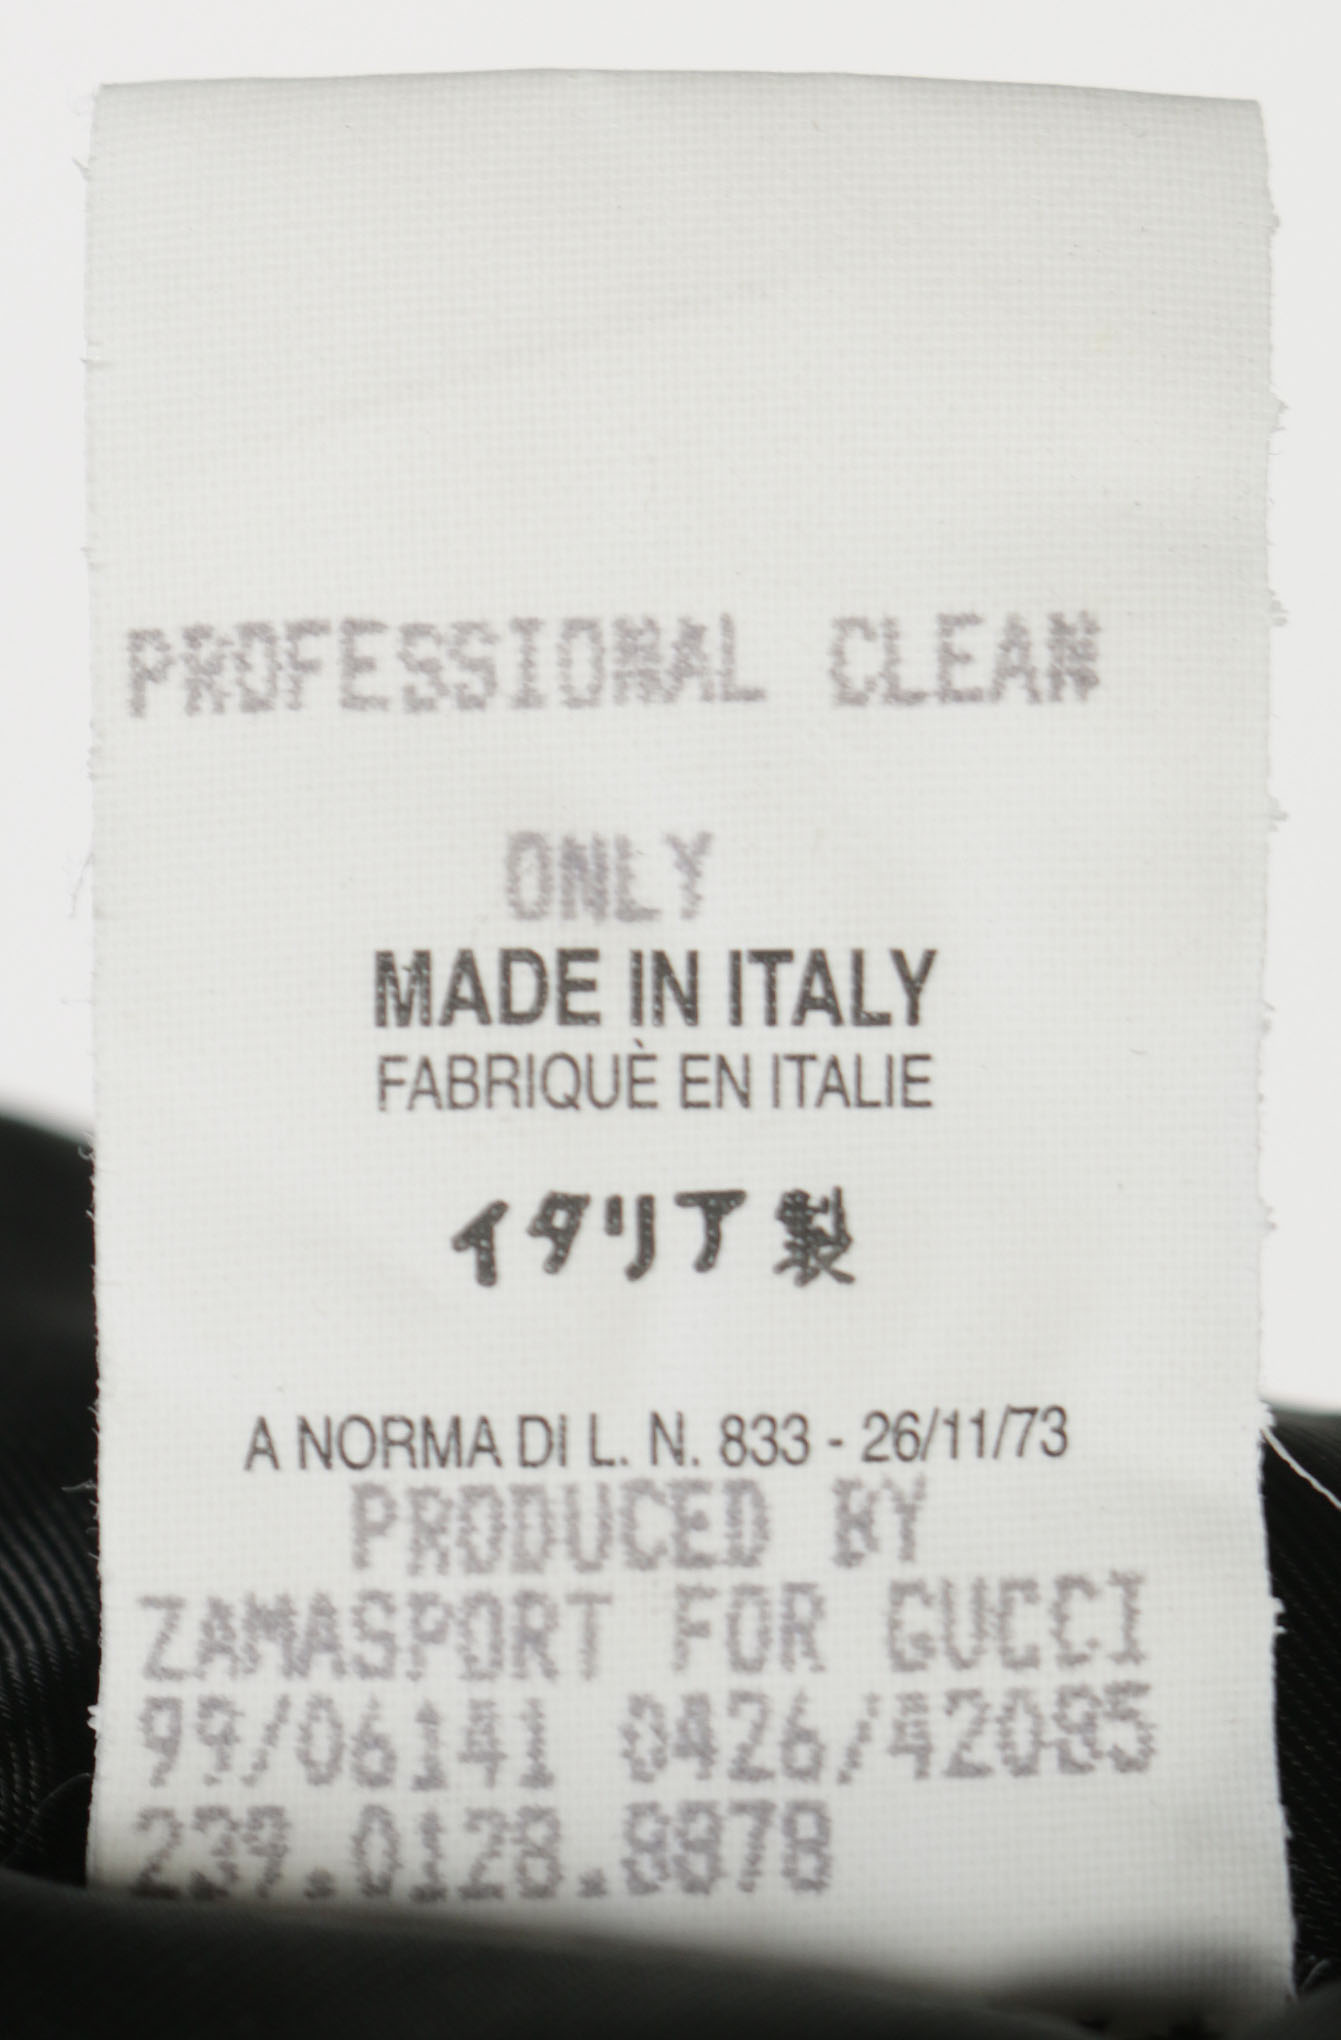 PROFESSIONAL CLEAN
ONLY
MADE IN ITALY
FABRIQUÈ EN ITALIE
イタリア製
A NORMA DI L. N. 833 - 26/11/73
PRODUCED BY
ZAMASPORT FOR GUCCI
99/06141 0426/42085
239.0128.8878